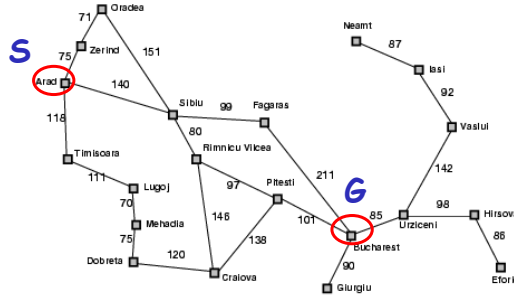 Oradea
71
Neamt
87
Zerind
S
75
151
Iasi
Arad
140
92
Sibiu
99
Fagaras
118
80
Vaslui
Rimnicu Vilcea
Timisoara
142
111
211
Lugoj
97
Pitesti
G
70
98
Hirsova
146
101
85
Mehadia
Urziceni
138
86
75
Bucharest
120
90
Dobreta
Craiova
Efori
Giurgiu